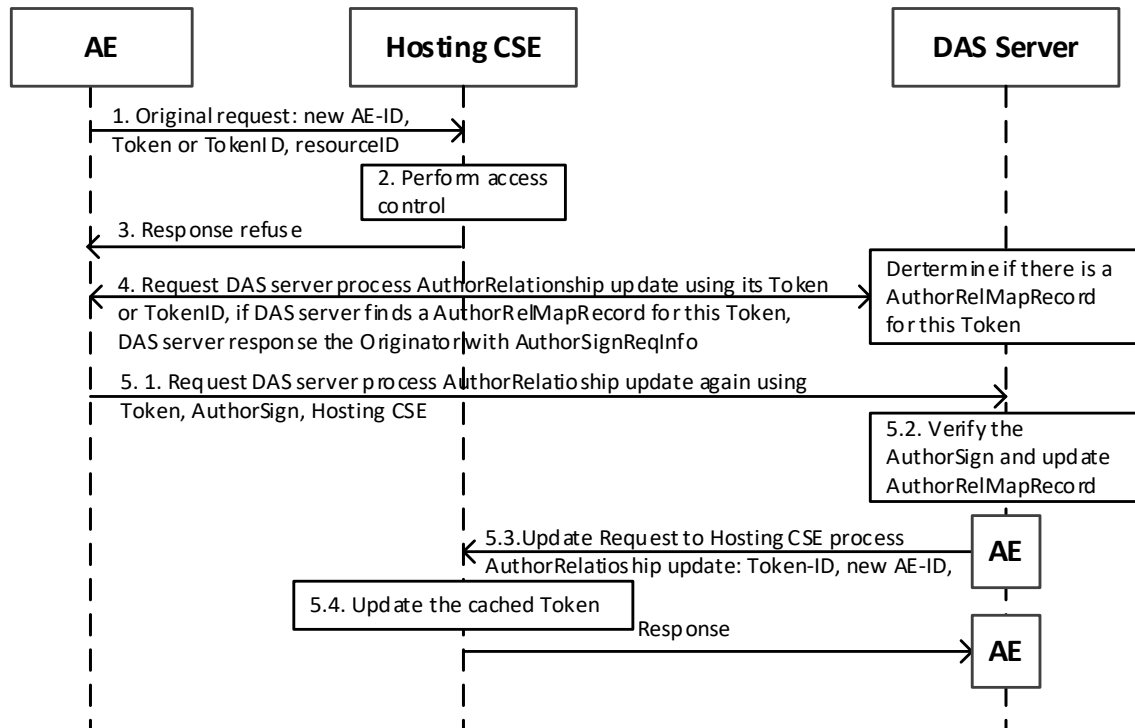 AE
Hosting CSE
DAS Server
1. Original request: new AE-ID,
Token or TokenID, resourceID
2. Perform access
control
3. Response refuse
Dertermine if there is a
AuthorRelMapRecord
for this Token
4. Request DAS server process AuthorRelationship update using its Token
or TokenID, if DAS server finds a AuthorRelMapRecord for this Token,
DAS server response the Originator with AuthorSignReqInfo
5. 1. Request DAS server process AuthorRelatioship update again using
Token, AuthorSign, Hosting CSE
5.2. Verify the
AuthorSign and update
AuthorRelMapRecord
5.3.Update Request to Hosting CSE process
AuthorRelatioship update: Token-ID, new AE-ID,
AE
5.4. Update the cached Token
Response
AE